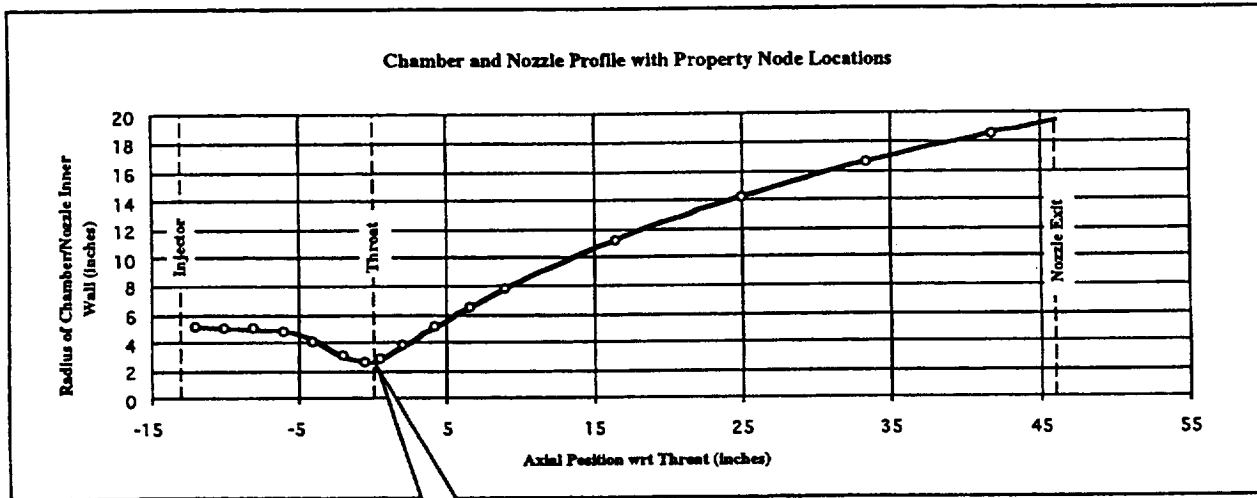 Chamber and Nozzle Profile with Property Node Locations
Radius of Chamber/Nozzle Inner
Wall (inches)
20
18
16
14
12
10
8
6
4
2
0
Injector
Throat
Nozzle Exit
-15
-5
5
15
25
35
45
55
Axial Position wrt Throat (inches)